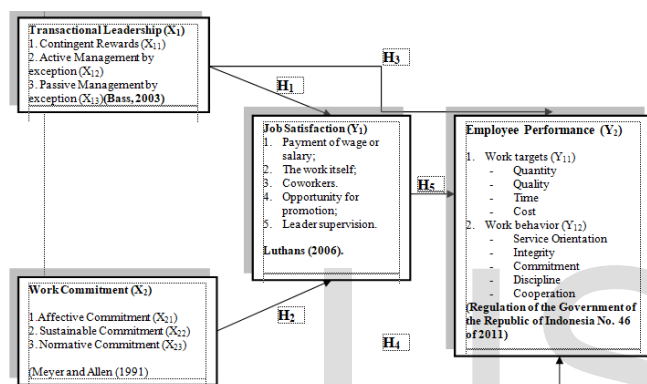 Transactional Leadership (X₁)
1. Contingent Rewards (X₁₁)
2. Active Management by
exception (X₁₂)
3. Passive Management by
exception (X₁₃)(Bass, 2003)
H₃
H₁
Job Satisfaction (Y₁)
1. Payment of wage or
salary;
2. The work itself;
3. Coworkers.
4. Opportunity for
promotion;
5. Leader supervision.
Luthans (2006).
H₅
Employee Performance (Y₂)
1. Work targets (Y₁₁)
- Quantity
- Quality
- Time
- Cost
2. Work behavior (Y₁₂)
- Service Orientation
- Integrity
- Commitment
- Discipline
- Cooperation
(Regulation of the Government of
the Republic of Indonesia No. 46
of 2011)
Work Commitment (X₂)
1. Affective Commitment (X₂₁)
2. Sustainable Commitment (X₂₂)
3. Normative Commitment (X₂₃)
(Meyer and Allen (1991)
H₂
H₄